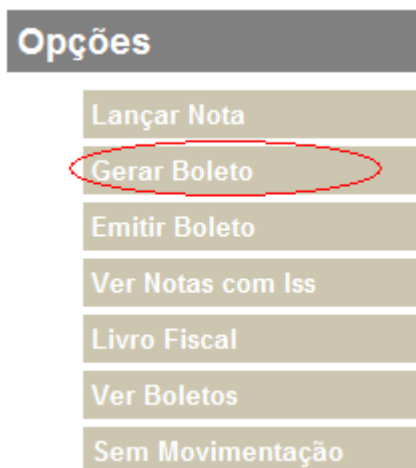 Opções
Lançar Nota
Gerar Boleto
Emitir Boleto
Ver Notas com Iss
Livro Fiscal
Ver Boletos
Sem Movimentação